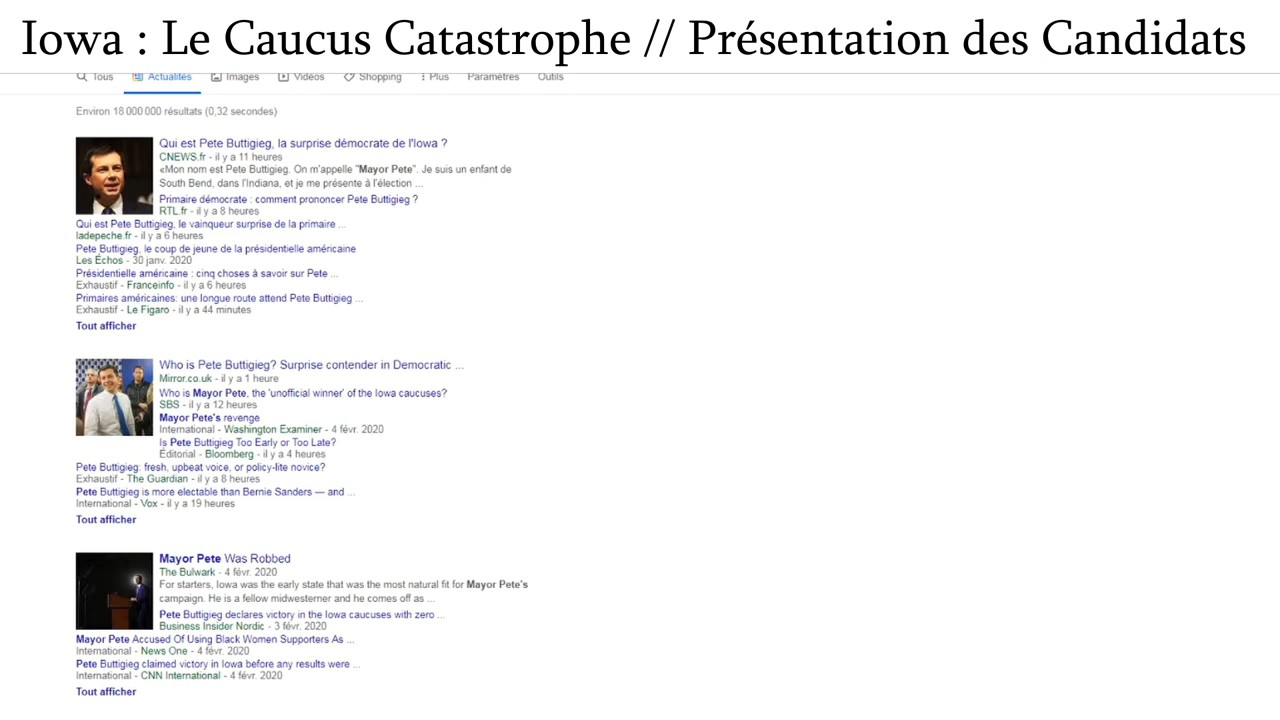 Iowa : Le Caucus Catastrophe // Présentation des Candidats
Tous Actualités Images Vidéos Shopping Plus Paramètres Outils
Environ 18 000 000 résultats (0,32 secondes)
Qui est Pete Buttigieg, la surprise démocrate de l'Iowa ?
CNEWS.fr - il y a 11 heures
«Mon nom est Pete Buttigieg. On m'appelle "Mayor Pete". Je suis un enfant de
South Bend, dans l'Indiana, et je me présente à l'élection ...
Primaire démocrate : comment prononcer Pete Buttigieg ?
RTL.fr - il y a 8 heures
Qui est Pete Buttigieg, le vainqueur surprise de la primaire ...
ladepeche.fr - il y a 6 heures
Pete Buttigieg, le coup de jeune de la présidentielle américaine
Les Échos - 30 janv. 2020
Présidentielle américaine : cinq choses à savoir sur Pete ...
Exhaustif - Franceinfo - il y a 6 heures
Primaires américaines: une longue route attend Pete Buttigieg ...
Exhaustif - Le Figaro - il y a 44 minutes
Tout afficher
Who is Pete Buttigieg? Surprise contender in Democratic ...
Mirror.co.uk - il y a 1 heure
Who is Mayor Pete, the 'unofficial winner' of the Iowa caucuses?
SBS - il y a 12 heures
Mayor Pete's revenge
International - Washington Examiner - 4 févr. 2020
Is Pete Buttigieg Too Early or Too Late?
Éditorial - Bloomberg - il y a 4 heures
Pete Buttigieg: fresh, upbeat voice, or policy-lite novice?
Exhaustif - The Guardian - il y a 8 heures
Pete Buttigieg is more electable than Bernie Sanders — and ...
International - Vox - il y a 19 heures
Tout afficher
Mayor Pete Was Robbed
The Bulwark - 4 févr. 2020
For starters, Iowa was the early state that was the most natural fit for Mayor Pete's
campaign. He is a fellow midwesterner and he comes off as ...
Pete Buttigieg declares victory in the Iowa caucuses with zero ...
Business Insider Nordic - 3 févr. 2020
Mayor Pete Accused Of Using Black Women Supporters As ...
International - News One - 4 févr. 2020
Pete Buttigieg claimed victory in Iowa before any results were ...
International - CNN International - 4 févr. 2020
Tout afficher